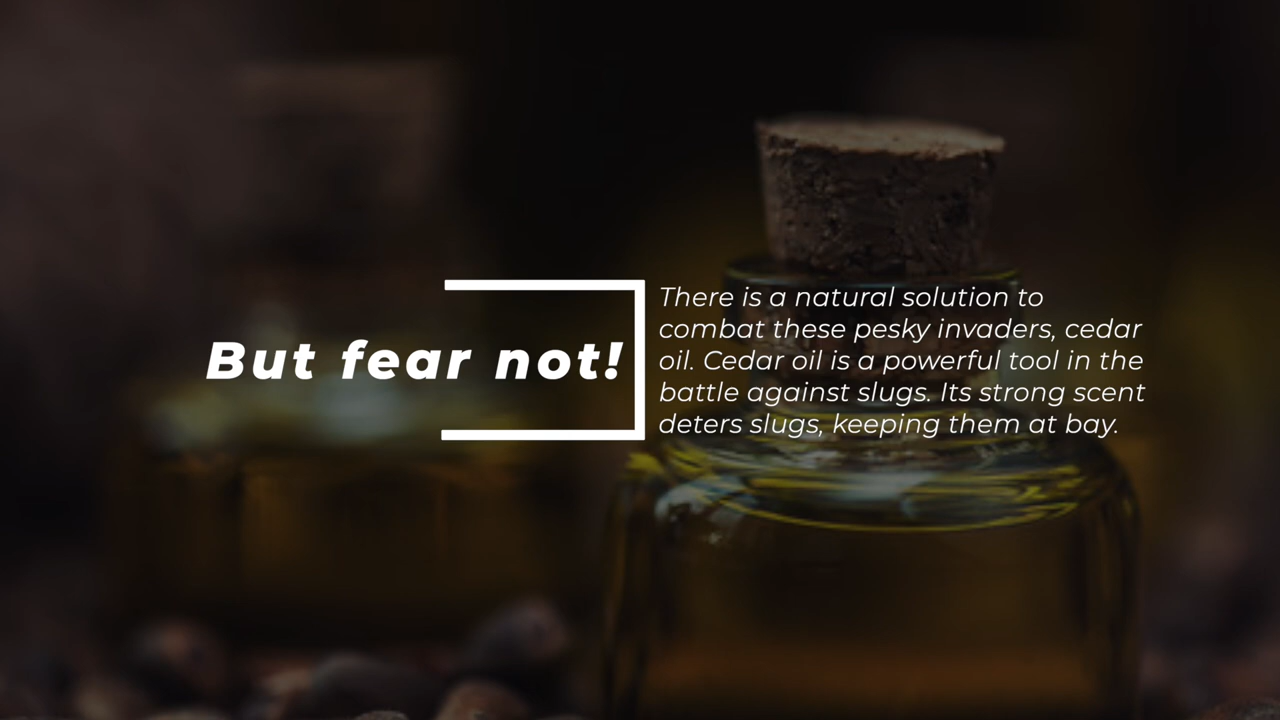 But fear not!
There is a natural solution to
combat these pesky invaders, cedar
oil. Cedar oil is a powerful tool in the
battle against slugs. Its strong scent
deters slugs, keeping them at bay.